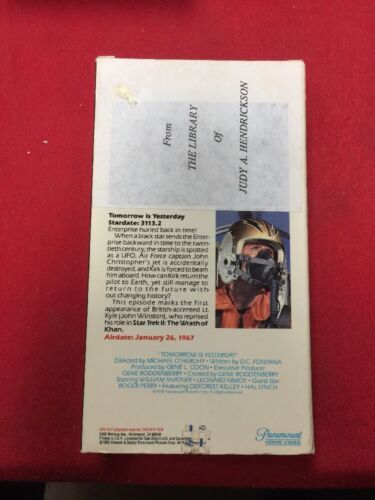 From
THE LIBRARY
Of
JUDY A. HENDRICKSON
Tomorrow is Yesterday
Stardate: 3113.2
Enterprise hurled back in time!
When a black star sends the Enter-
prise backward in time to the twen-
tieth century, the starship is spotted
as a UFO. Air Force captain John
Christopher's jet is accidentally
destroyed, and Kirk is forced to beam
him aboard. How can Kirk return the
pilot to Earth, yet still manage to
return to the future with-
out changing history?
This episode marks the first
appearance of British-accented Lt.
Kyle (John Winston), who reprised
his role in Star Trek II: The Wrath of
Khan.
Airdate: January 26, 1967
"TOMORROW IS YESTERDAY"
Directed by MICHAEL O'HERLIHY • Written by D.C. FONTANA
Produced by GENE L. COON • Executive Producer
GENE RODDENBERRY • Created by GENE RODDENBERRY
Starring WILLIAM SHATNER • LEONARD NIMOY • Guest Star
ROGER PERRY • Featuring DeFOREST KELLEY • HAL LYNCH
Paramount
HOME VIDEO